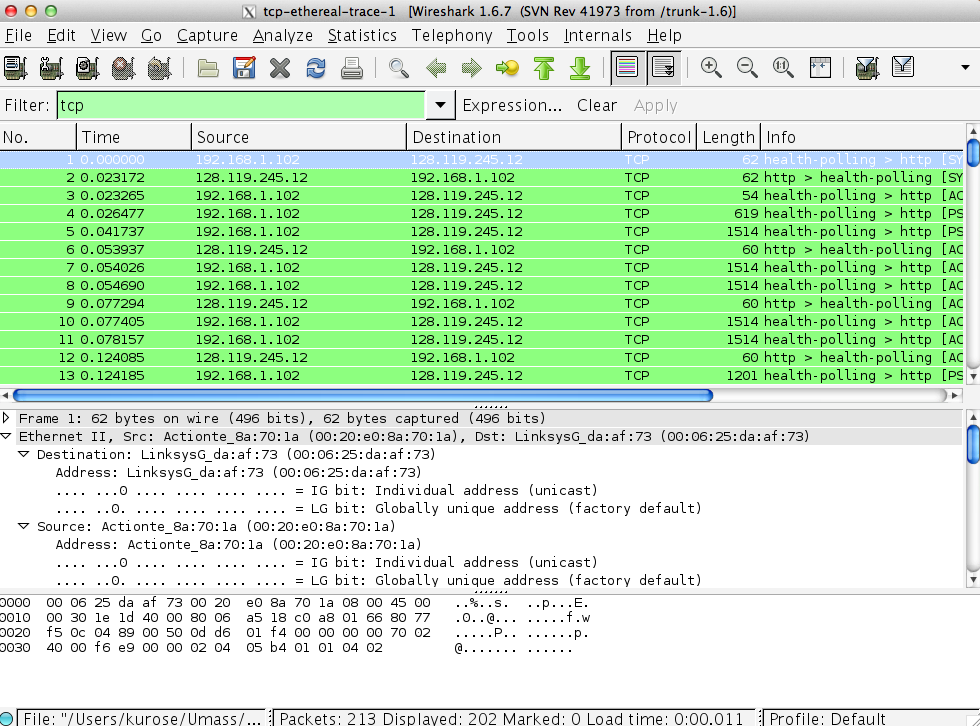 tcp-ethereal-trace-1 [Wireshark 1.6.7 (SVN Rev 41973 from /trunk-1.6)]
File Edit View Go Capture Analyze Statistics Telephony Tools Internals Help
Filter: tcp Expression... Clear Apply
No. Time Source Destination Protocol Length Info
1 0.000000 192.168.1.102 128.119.245.12 TCP 62 health-polling > http [SY
2 0.023172 128.119.245.12 192.168.1.102 TCP 62 http > health-polling [SY
3 0.023265 192.168.1.102 128.119.245.12 TCP 54 health-polling > http [AC
4 0.026477 192.168.1.102 128.119.245.12 TCP 619 health-polling > http [PS
5 0.041737 192.168.1.102 128.119.245.12 TCP 1514 health-polling > http [PS
6 0.053937 128.119.245.12 192.168.1.102 TCP 60 http > health-polling [AC
7 0.054026 192.168.1.102 128.119.245.12 TCP 1514 health-polling > http [AC
8 0.054690 192.168.1.102 128.119.245.12 TCP 1514 health-polling > http [AC
9 0.077294 128.119.245.12 192.168.1.102 TCP 60 http > health-polling [AC
10 0.077405 192.168.1.102 128.119.245.12 TCP 1514 health-polling > http [AC
11 0.078157 192.168.1.102 128.119.245.12 TCP 1514 health-polling > http [AC
12 0.124085 128.119.245.12 192.168.1.102 TCP 60 http > health-polling [AC
13 0.124185 192.168.1.102 128.119.245.12 TCP 1201 health-polling > http [PS
Frame 1: 62 bytes on wire (496 bits), 62 bytes captured (496 bits)
Ethernet II, Src: Actionte_8a:70:1a (00:20:e0:8a:70:1a), Dst: LinksysG_da:af:73 (00:06:25:da:af:73)
Destination: LinksysG_da:af:73 (00:06:25:da:af:73)
Address: LinksysG_da:af:73 (00:06:25:da:af:73)
.... ...0 .... .... .... .... = IG bit: Individual address (unicast)
.... ..0. .... .... .... .... = LG bit: Globally unique address (factory default)
Source: Actionte_8a:70:1a (00:20:e0:8a:70:1a)
Address: Actionte_8a:70:1a (00:20:e0:8a:70:1a)
.... ...0 .... .... .... .... = IG bit: Individual address (unicast)
.... ..0. .... .... .... .... = LG bit: Globally unique address (factory default)
0000 00 06 25 da af 73 00 20 e0 8a 70 1a 08 00 45 00 ..%..s. ..p...E.
0010 00 30 1e 1d 40 00 80 06 a5 18 c0 a8 01 66 80 77 .0..@... .....f.w
0020 f5 0c 04 89 00 50 0d d6 01 f4 00 00 00 00 70 02 .....P.. ......p.
0030 40 00 f6 e9 00 00 02 04 05 b4 01 01 04 02 @....... ......
File: "/Users/kurose/Umass/... Packets: 213 Displayed: 202 Marked: 0 Load time: 0:00.011 Profile: Default